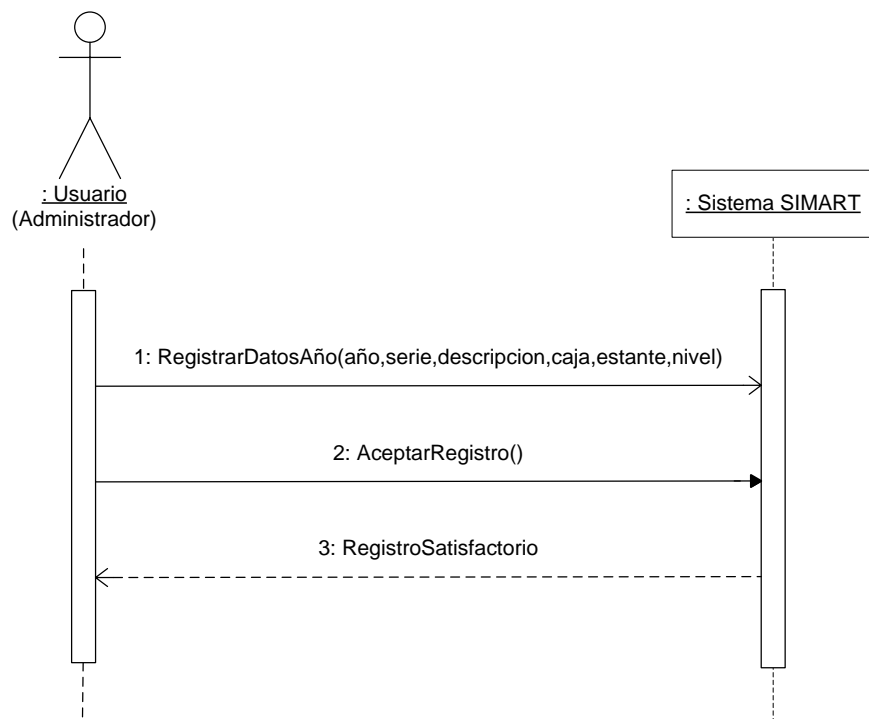 : Usuario
(Administrador)
: Sistema SIMART
1: RegistrarDatosAño(año,serie,descripcion,caja,estante,nivel)
2: AceptarRegistro()
3: RegistroSatisfactorio